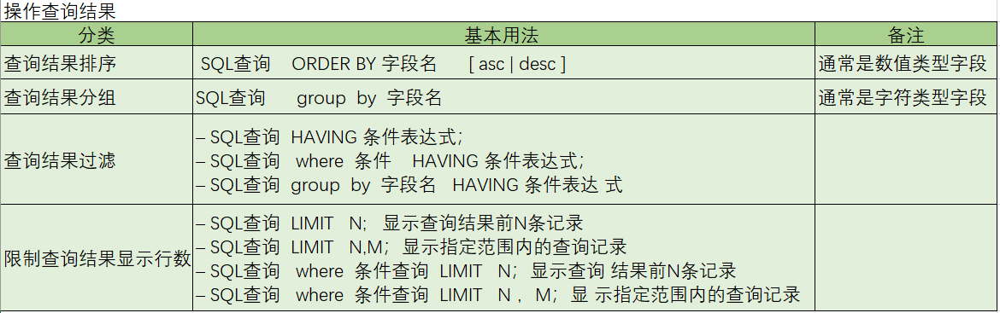 操作查询结果
分类 基本用法 备注
查询结果排序 SQL查询 ORDER BY 字段名 [ asc | desc ] 通常是数值类型字段
查询结果分组 SQL查询 group by 字段名 通常是字符类型字段
查询结果过滤
– SQL查询 HAVING 条件表达式；
– SQL查询 where 条件 HAVING 条件表达式；
– SQL查询 group by 字段名 HAVING 条件表达 式
限制查询结果显示行数
– SQL查询 LIMIT N； 显示查询结果前N条记录
– SQL查询 LIMIT N,M；显示指定范围内的查询记录
– SQL查询 where 条件查询 LIMIT N；显示查询 结果前N条记录
– SQL查询 where 条件查询 LIMIT N ，M；显 示指定范围内的查询记录